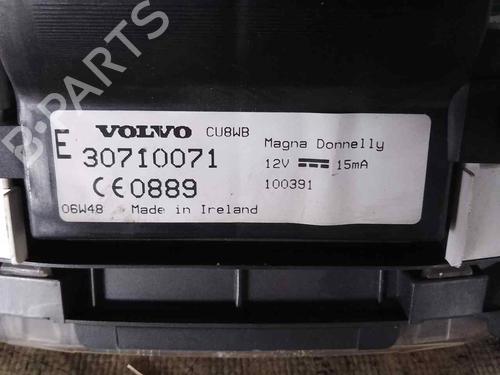 B-PARTS
E VOLVO CU8WB
30710071
CE0889
06W48 Made in Ireland
Magna Donnelly
12V 15mA
100391